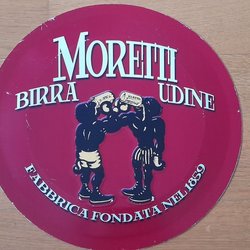 MORETTI
BIRRA UDINE
FABBRICA FONDATA NEL 1859